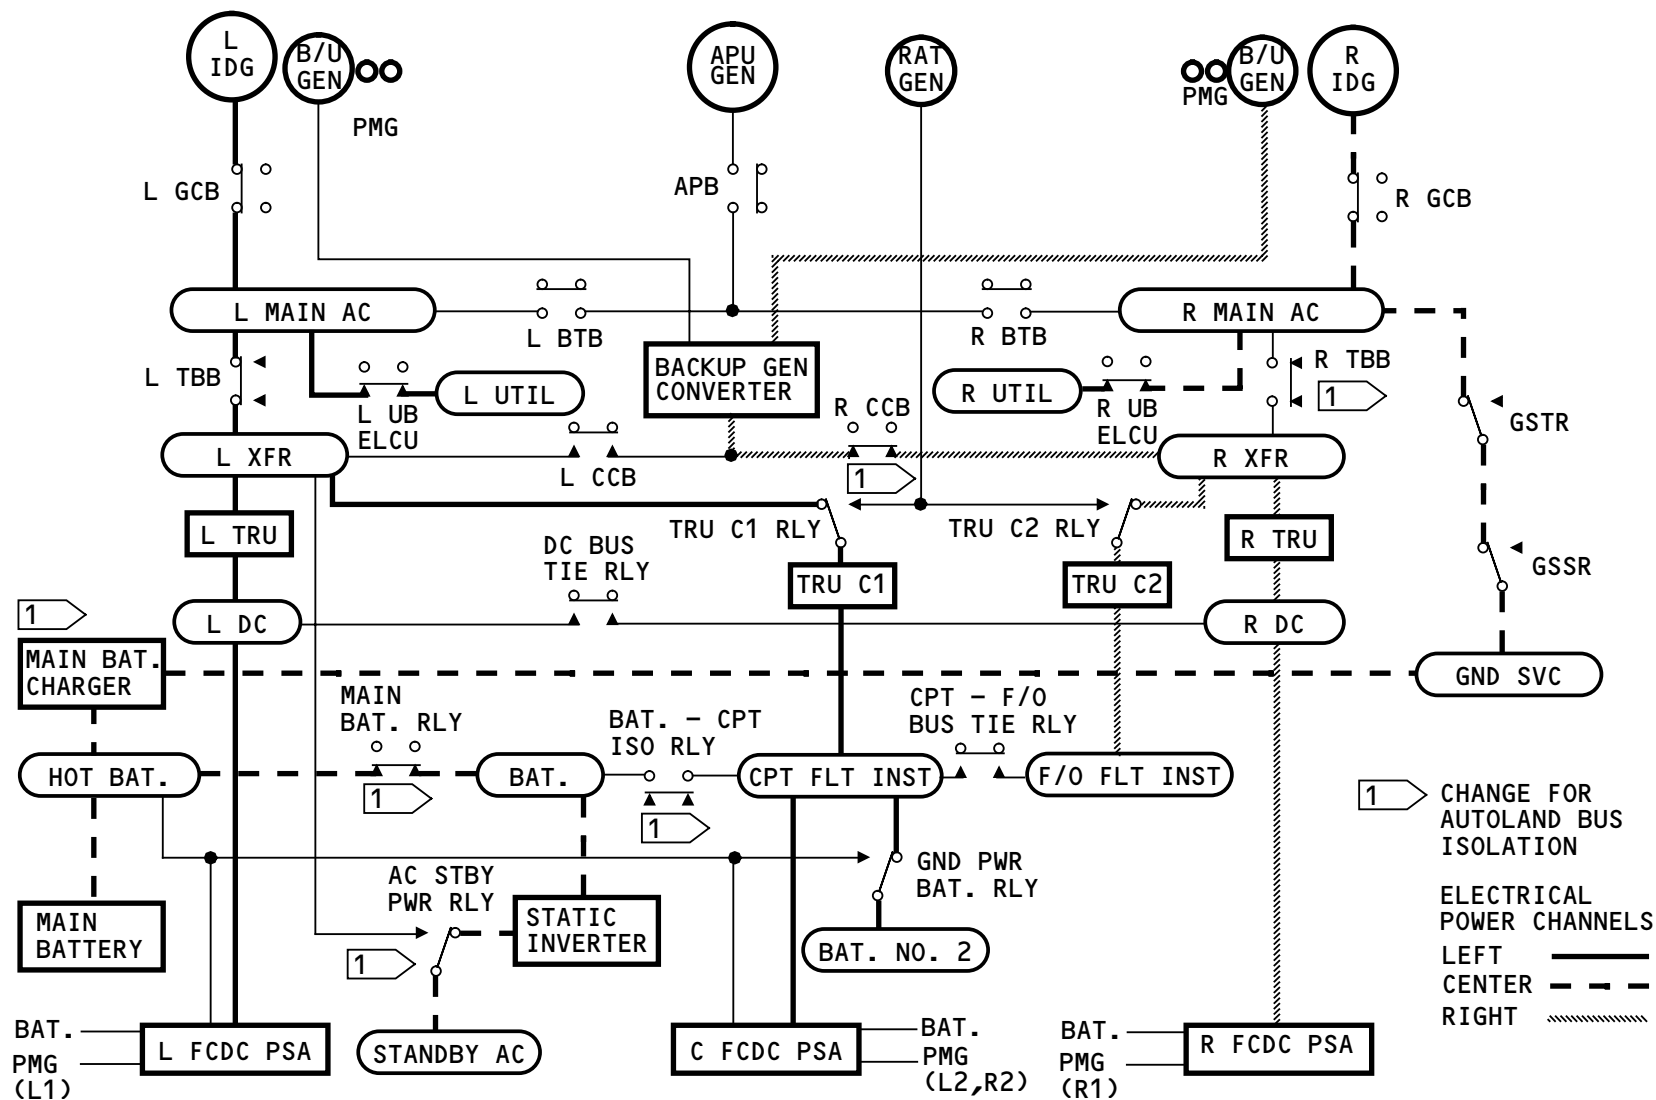 L
IDG
B/U
GEN
PMG
APU
GEN
RAT
GEN
PMG
B/U
GEN
R
IDG
L GCB
APB
R GCB
L MAIN AC
L BTB
R BTB
R MAIN AC
L TBB
L UB
ELCU
L UTIL
BACKUP GEN
CONVERTER
R CCB
1
R UTIL
R UB
ELCU
R TBB
1
GSTR
L XFR
L CCB
R XFR
L TRU
TRU C1 RLY
TRU C2 RLY
R TRU
DC BUS
TIE RLY
TRU C1
TRU C2
GSSR
1
L DC
R DC
MAIN BAT.
CHARGER
GND SVC
MAIN
BAT. RLY
BAT. - CPT
ISO RLY
CPT - F/O
BUS TIE RLY
HOT BAT.
1
BAT.
1
CPT FLT INST
F/O FLT INST
1
CHANGE FOR
AUTOLAND BUS
ISOLATION
AC STBY
PWR RLY
GND PWR
BAT. RLY
MAIN
BATTERY
1
STATIC
INVERTER
BAT. NO. 2
ELECTRICAL
POWER CHANNELS
LEFT
CENTER
RIGHT
BAT.
PMG
(L1)
L FCDC PSA
STANDBY AC
C FCDC PSA
BAT.
PMG
(L2,R2)
BAT.
PMG
(R1)
R FCDC PSA